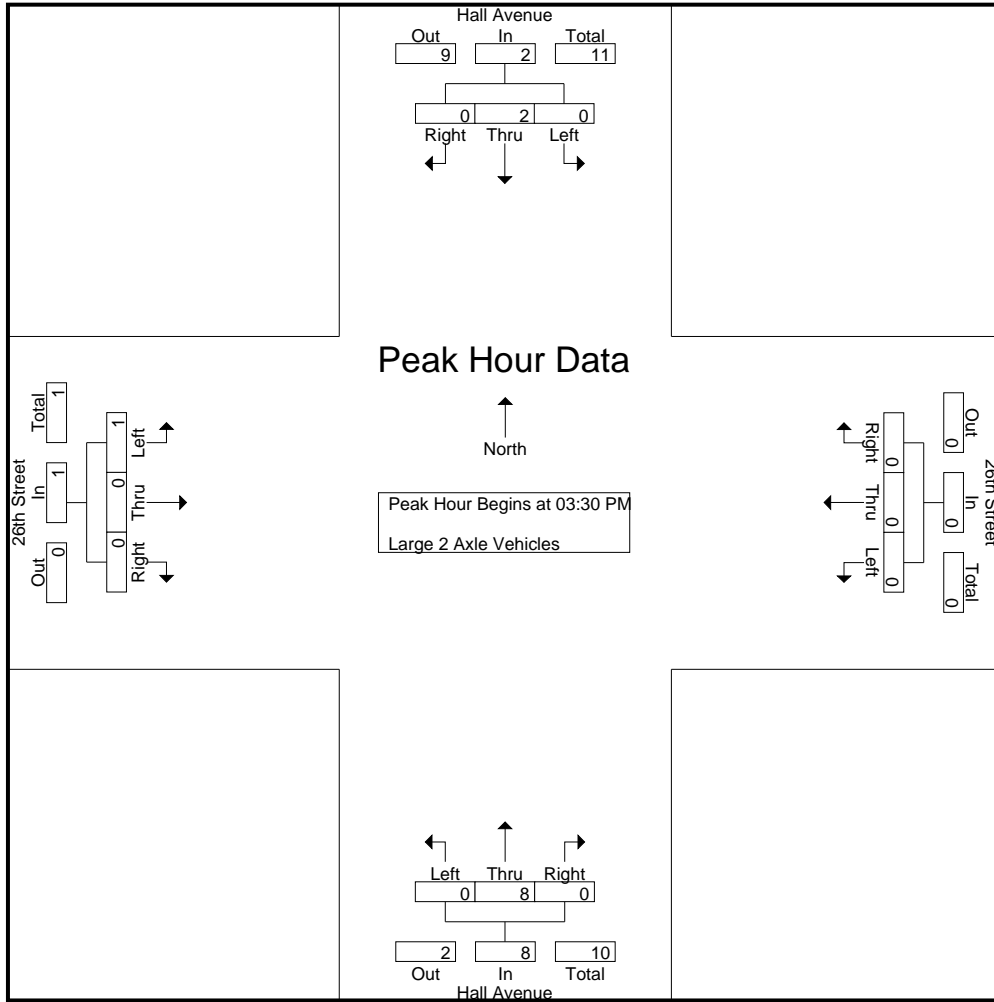 Hall Avenue
Out In Total
9 2 11
0 2 0
Right Thru Left
Peak Hour Data
North
Peak Hour Begins at 03:30 PM
Large 2 Axle Vehicles
26th Street
Out In Total
0 1 1
1 0 0
Left Thru Right
26th Street
Out In Total
0 0 0
0 0 0
Right Thru Left
Left Thru Right
0 8 0
2 8 10
Out In Total
Hall Avenue